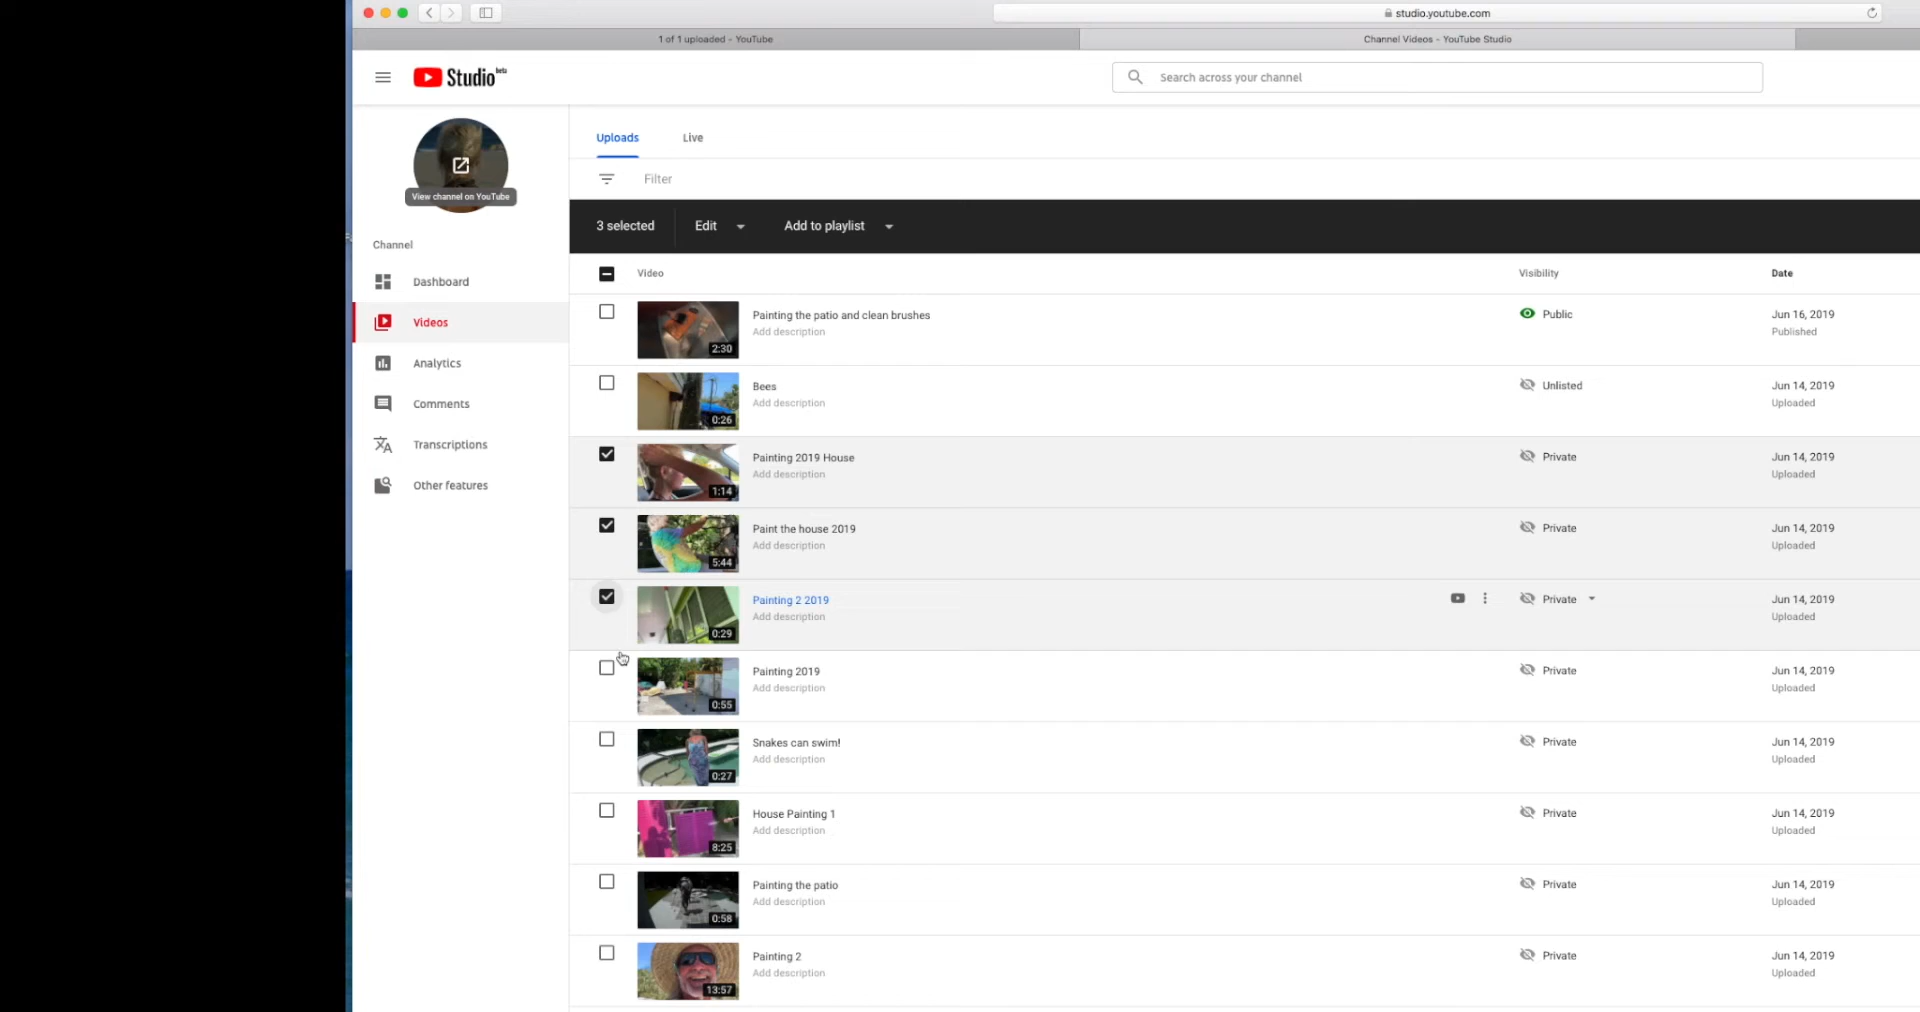 studio.youtube.com
1 of 1 uploaded - YouTube
Channel Videos - YouTube Studio
Studio beta
Search across your channel
View channel on YouTube
Uploads
Live
Filter
3 selected
Edit
Add to playlist
Channel
Dashboard
Videos
Analytics
Comments
Transcriptions
Other features
Video
Visibility
Date
Painting the patio and clean brushes
Add description
2:30
Public
Jun 16, 2019
Published
Bees
Add description
0:26
Unlisted
Jun 14, 2019
Uploaded
Painting 2019 House
Add description
1:14
Private
Jun 14, 2019
Uploaded
Paint the house 2019
Add description
5:44
Private
Jun 14, 2019
Uploaded
Painting 2 2019
Add description
0:29
Private
Jun 14, 2019
Uploaded
Painting 2019
Add description
0:55
Private
Jun 14, 2019
Uploaded
Snakes can swim!
Add description
0:27
Private
Jun 14, 2019
Uploaded
House Painting 1
Add description
8:25
Private
Jun 14, 2019
Uploaded
Painting the patio
Add description
0:58
Private
Jun 14, 2019
Uploaded
Painting 2
Add description
13:57
Private
Jun 14, 2019
Uploaded